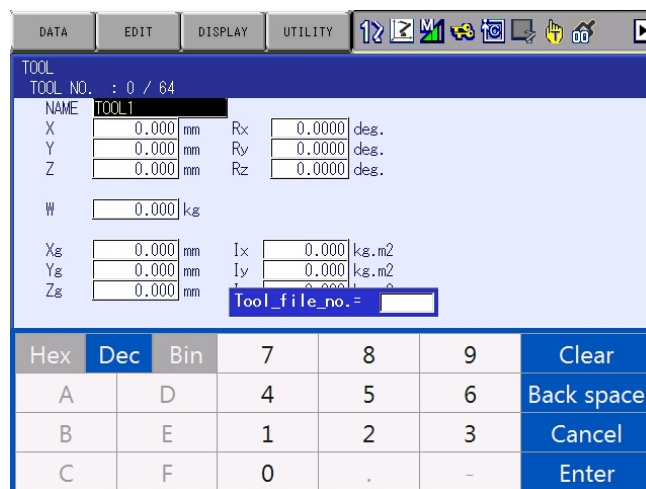 DATA EDIT DISPLAY UTILITY
TOOL
TOOL NO. : 0 / 64
NAME TOOL1
X 0.000 mm Rx 0.0000 deg.
Y 0.000 mm Ry 0.0000 deg.
Z 0.000 mm Rz 0.0000 deg.
W 0.000 kg
Xg 0.000 mm Ix 0.000 kg.m2
Yg 0.000 mm Iy 0.000 kg.m2
Zg 0.000 mm
Tool_file_no.=
Hex Dec Bin 7 8 9 Clear
A D 4 5 6 Back space
B E 1 2 3 Cancel
C F 0 . - Enter